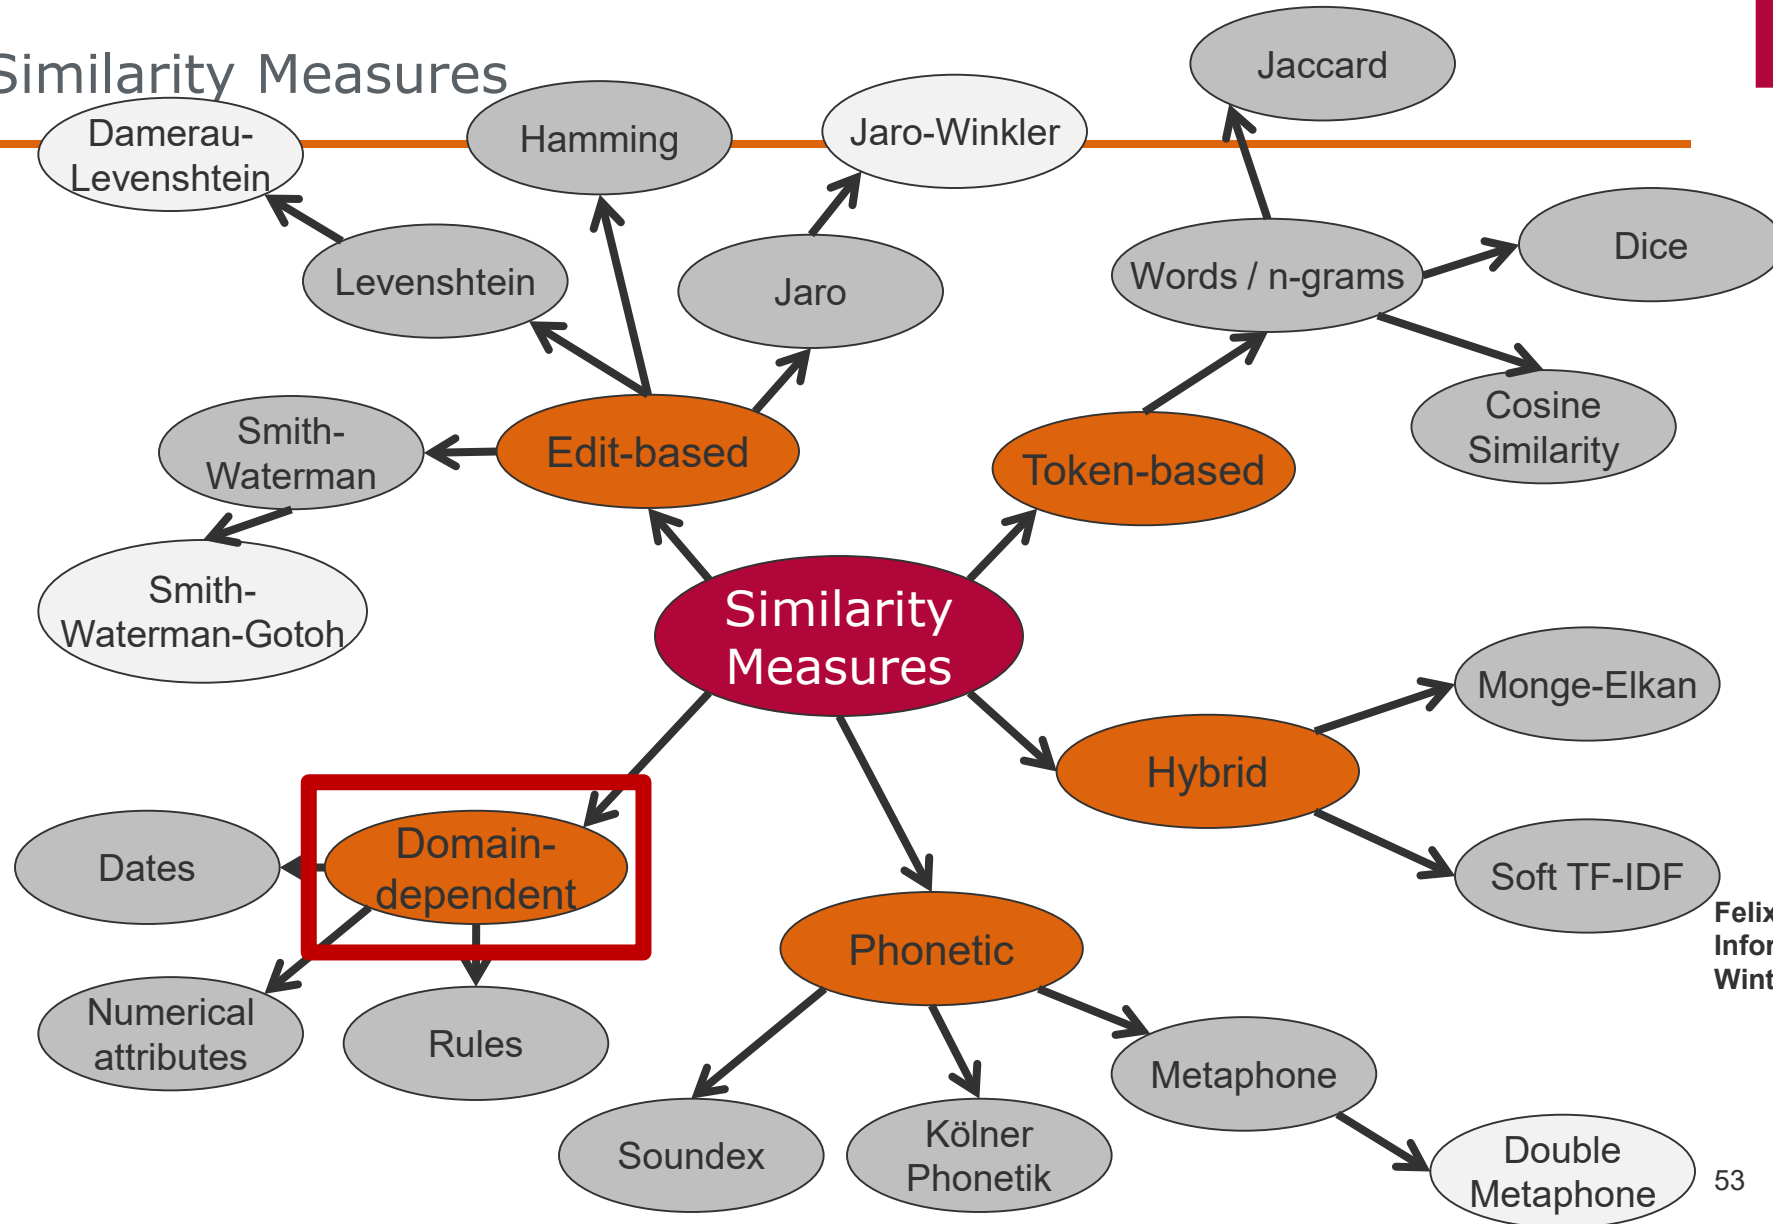 Similarity Measures
Jaccard
Damerau-
Levenshtein
Hamming
Jaro-Winkler
Levenshtein
Jaro
Words / n-grams
Dice
Smith-
Waterman
Edit-based
Token-based
Cosine
Similarity
Smith-
Waterman-Gotoh
Similarity
Measures
Monge-Elkan
Hybrid
Dates
Domain-
dependent
Soft TF-IDF
Phonetic
Felix
Numerical
attributes
Rules
Metaphone
Soundex
Kölner
Phonetik
Double
Metaphone
53